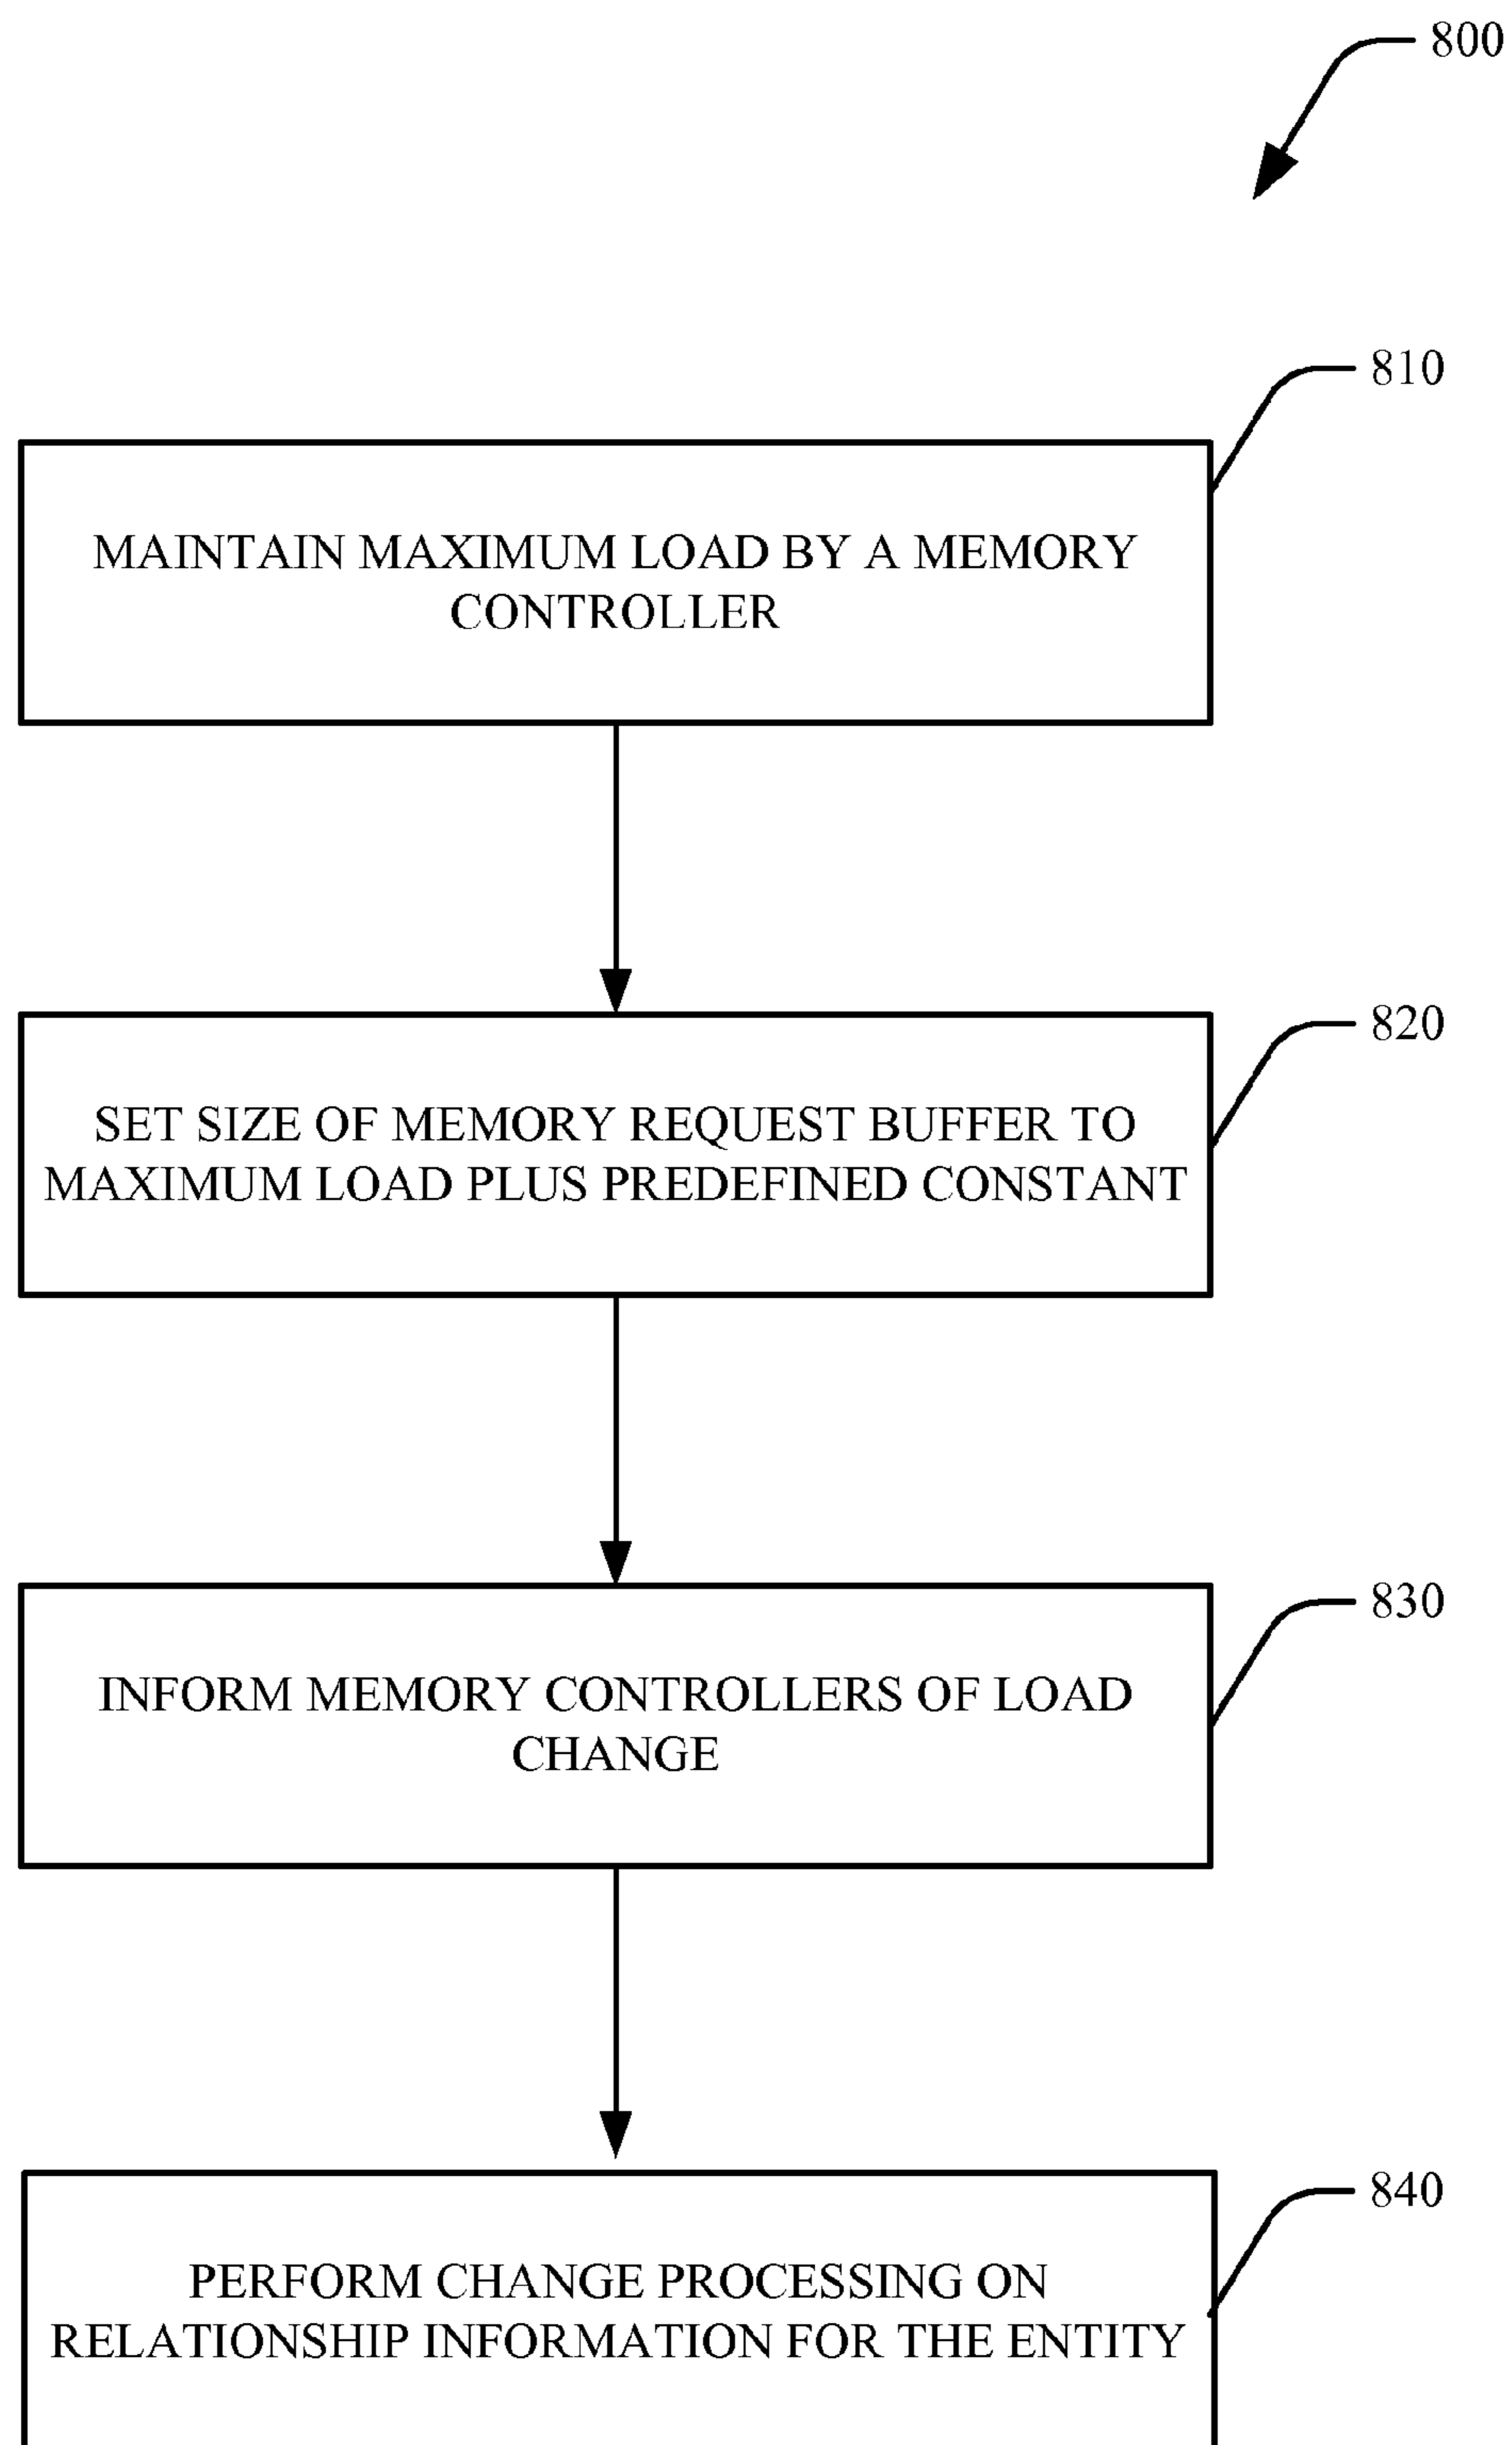 800
810
MAINTAIN MAXIMUM LOAD BY A MEMORY
CONTROLLER
820
SET SIZE OF MEMORY REQUEST BUFFER TO
MAXIMUM LOAD PLUS PREDEFINED CONSTANT
830
INFORM MEMORY CONTROLLERS OF LOAD
CHANGE
840
PERFORM CHANGE PROCESSING ON
RELATIONSHIP INFORMATION FOR THE ENTITY